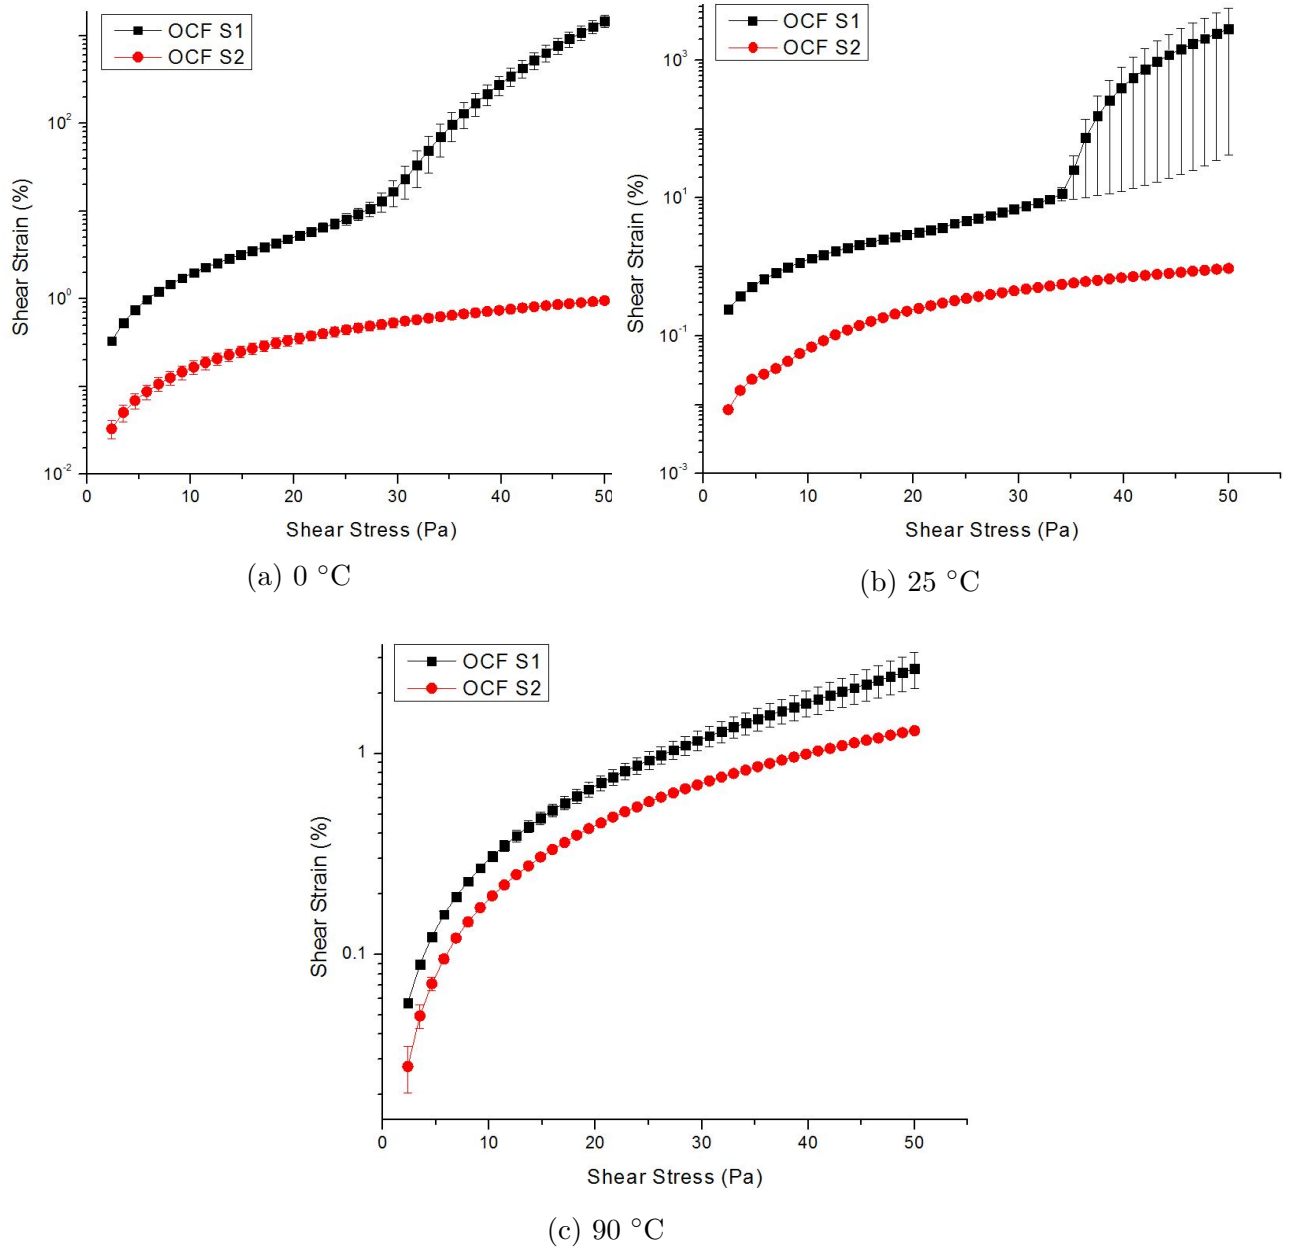 OCF S1
OCF S2
10^2
10^0
10^-2
Shear Strain (%)
0 10 20 30 40 50
Shear Stress (Pa)
(a) 0 °C
OCF S1
OCF S2
10^3
10^1
10^-1
10^-3
Shear Strain (%)
0 10 20 30 40 50
Shear Stress (Pa)
(b) 25 °C
OCF S1
OCF S2
1
0.1
Shear Strain (%)
0 10 20 30 40 50
Shear Stress (Pa)
(c) 90 °C